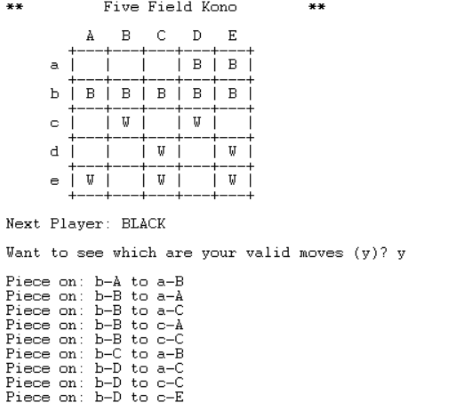 ** Five Field Kono **
A B C D E
+---+---+---+---+---+
a | | | | B | B |
+---+---+---+---+---+
b | B | B | B | B | B |
+---+---+---+---+---+
c | | W | | W | |
+---+---+---+---+---+
d | | | W | | W |
+---+---+---+---+---+
e | W | | W | | W |
+---+---+---+---+---+
Next Player: BLACK
Want to see which are your valid moves (y)? y
Piece on: b-A to a-B
Piece on: b-B to a-A
Piece on: b-B to a-C
Piece on: b-B to c-A
Piece on: b-B to c-C
Piece on: b-C to a-B
Piece on: b-D to a-C
Piece on: b-D to c-C
Piece on: b-D to c-E